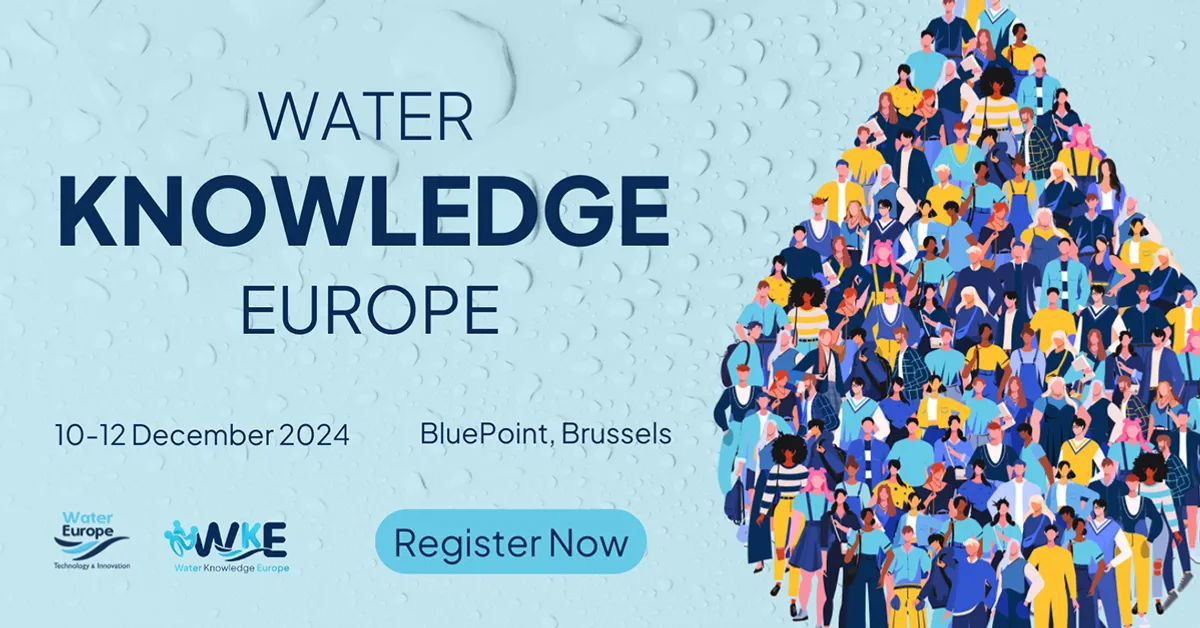 WATER
KNOWLEDGE
EUROPE
10-12 December 2024
BluePoint, Brussels
Water
Europe
Technology & Innovation
WKE
Water Knowledge Europe
Register Now